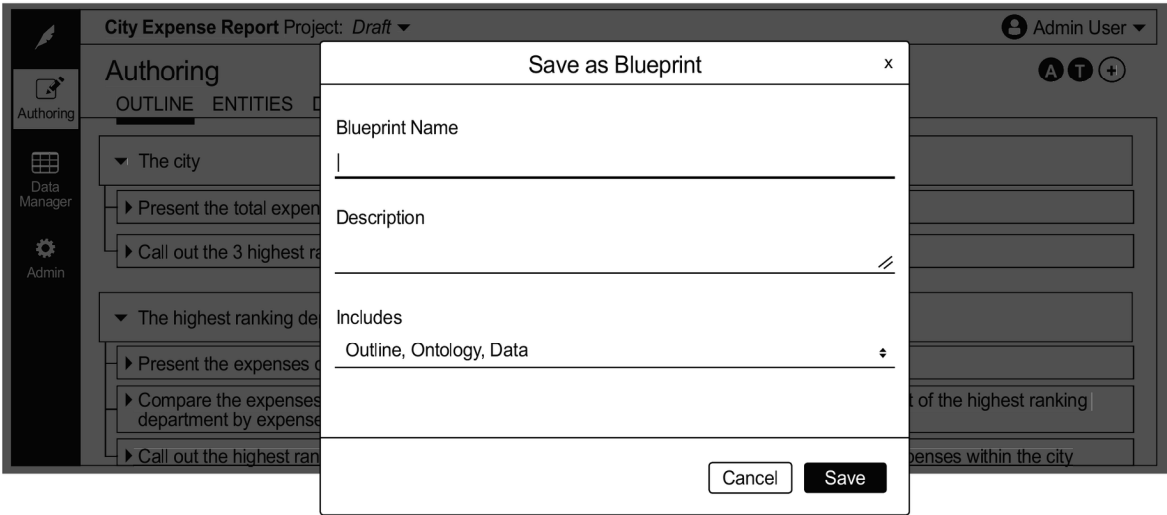 City Expense Report Project: Draft
Admin User
Save as Blueprint x
Authoring
A T +
OUTLINE ENTITIES
Authoring
Data
Manager
Admin
The city
Present the total expen
Call out the 3 highest ra
The highest ranking de
Present the expenses
Compare the expenses
t of the highest ranking
department by expense
Call out the highest ran
penses within the city
Blueprint Name
Description
Includes
Outline, Ontology, Data
Cancel Save